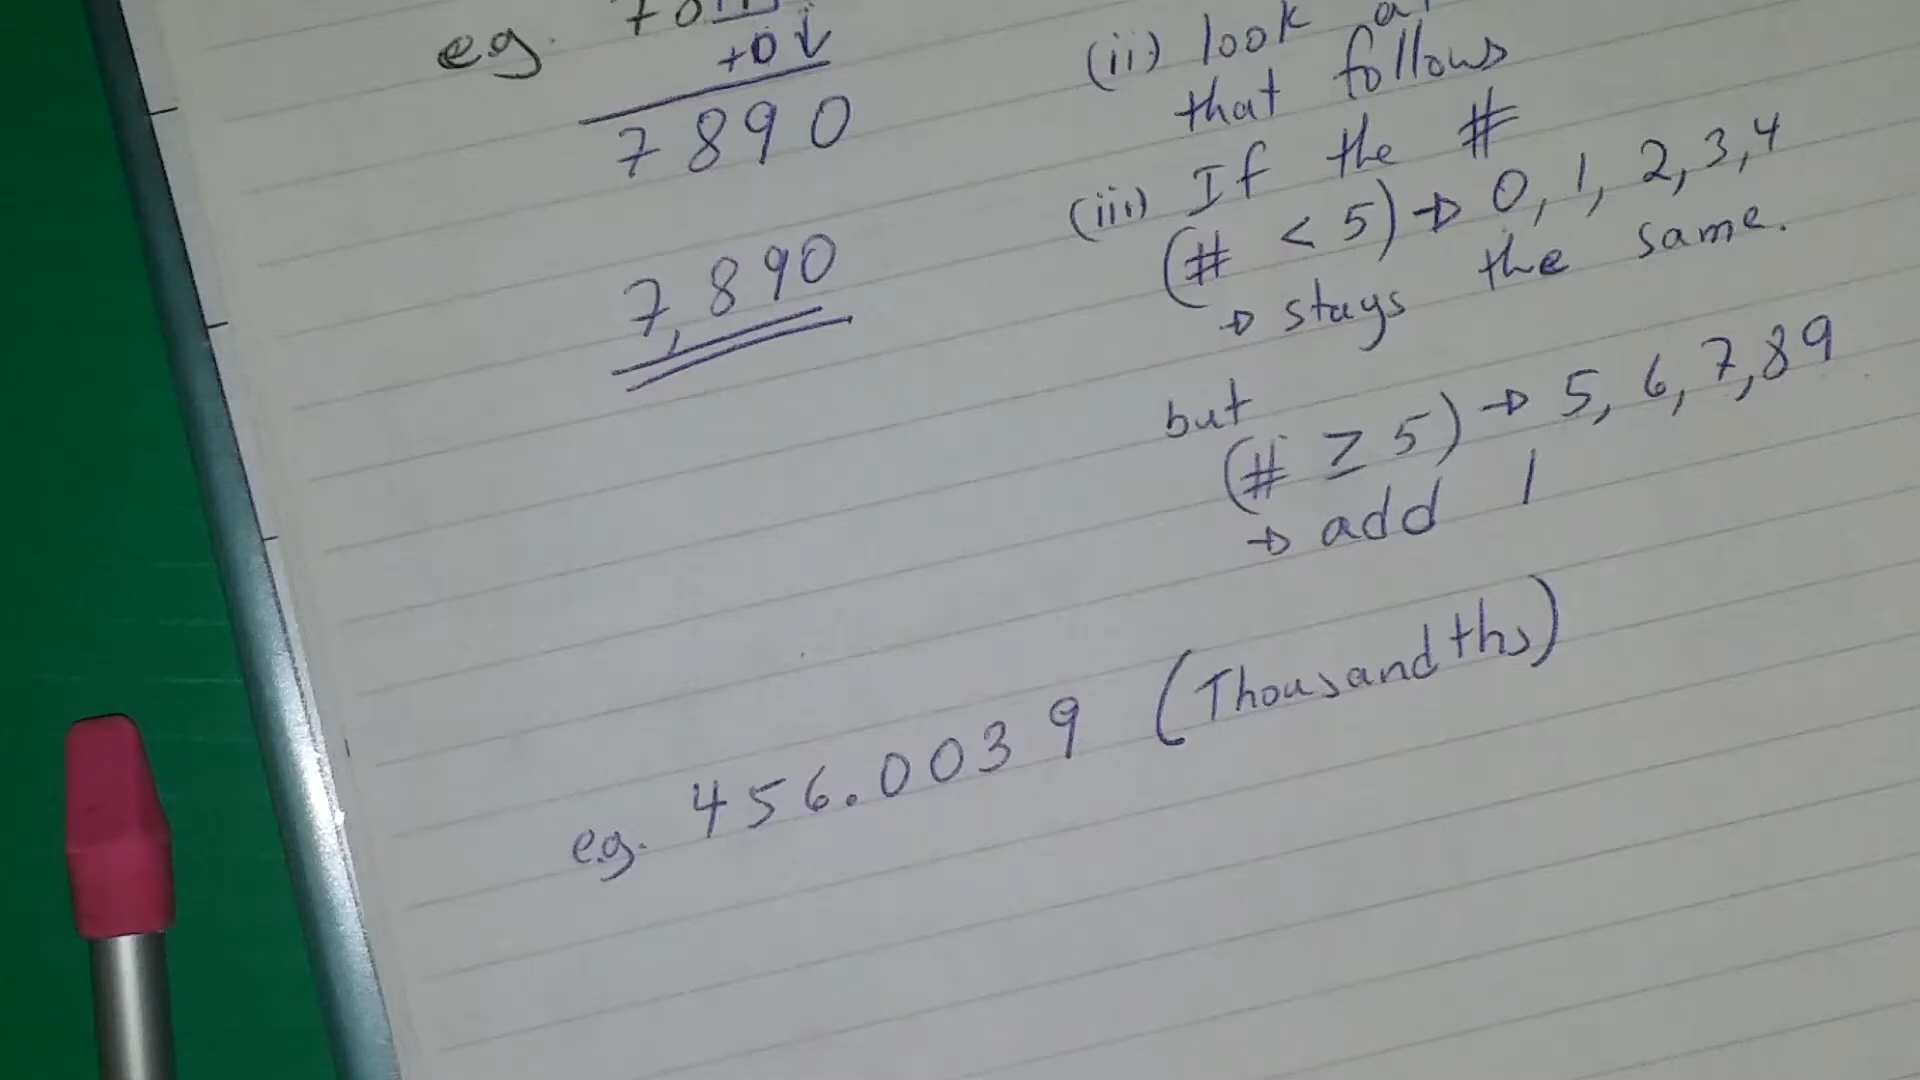 eg.
+0↓
7890
7,890
(ii) look
that follows
(iii) If the #
(# < 5) → 0, 1, 2, 3, 4
→ stays the same.
but
(# ≥ 5) → 5, 6, 7, 8 9
→ add 1
e.g. 456.0039 (Thousandths)